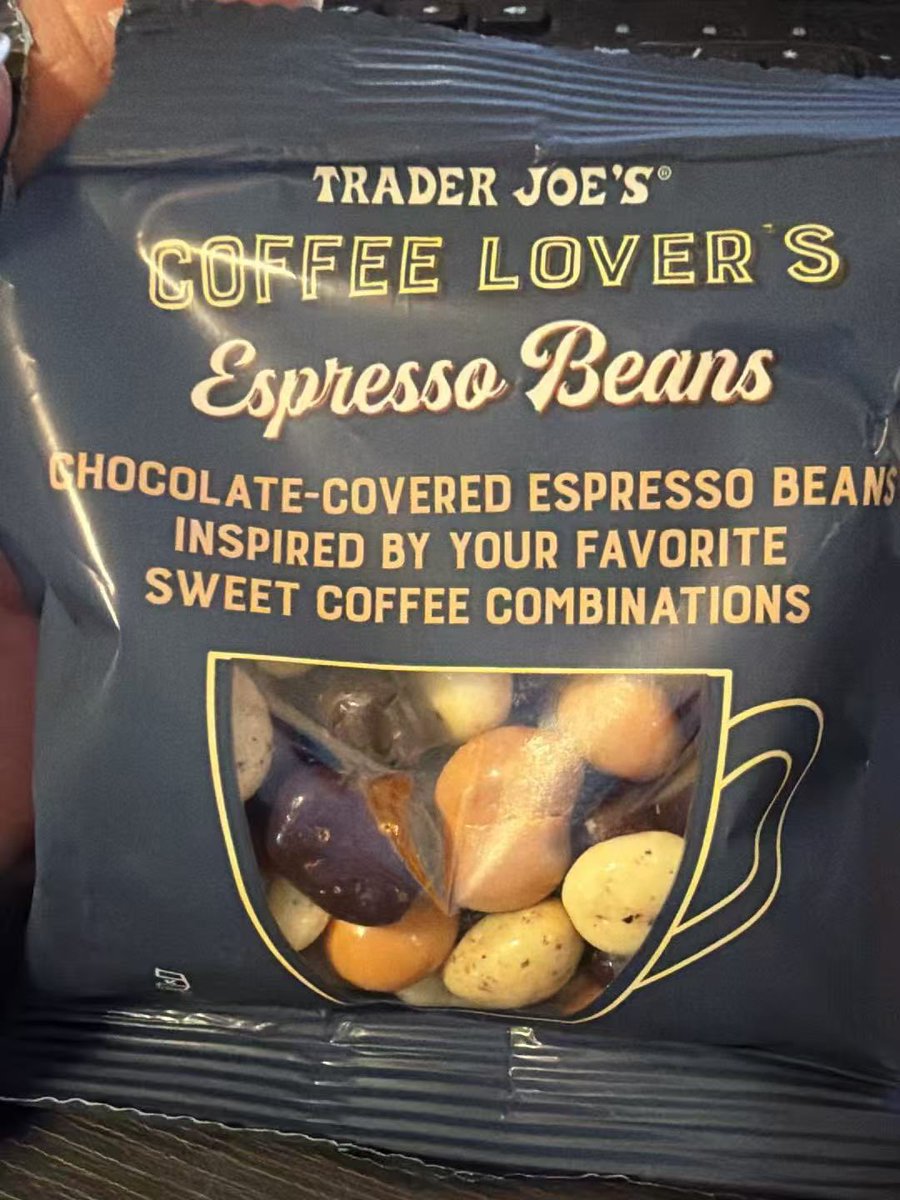 TRADER JOE'S®
COFFEE LOVER'S
Espresso Beans
CHOCOLATE-COVERED ESPRESSO BEANS
INSPIRED BY YOUR FAVORITE
SWEET COFFEE COMBINATIONS